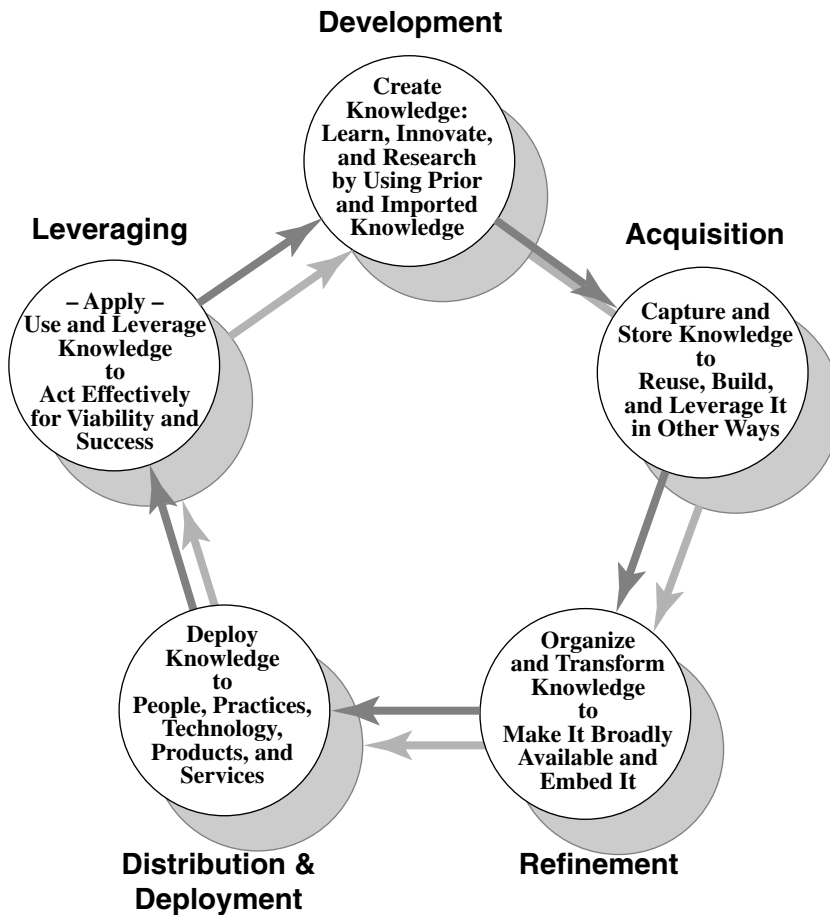 Development
Create
Knowledge:
Learn, Innovate,
and Research
by Using Prior
and Imported
Knowledge
Acquisition
Capture and
Store Knowledge
to
Reuse, Build,
and Leverage It
in Other Ways
Refinement
Organize
and Transform
Knowledge
to
Make It Broadly
Available and
Embed It
Distribution &
Deployment
Deploy
Knowledge
to
People, Practices,
Technology,
Products, and
Services
Leveraging
– Apply –
Use and Leverage
Knowledge
to
Act Effectively
for Viability and
Success